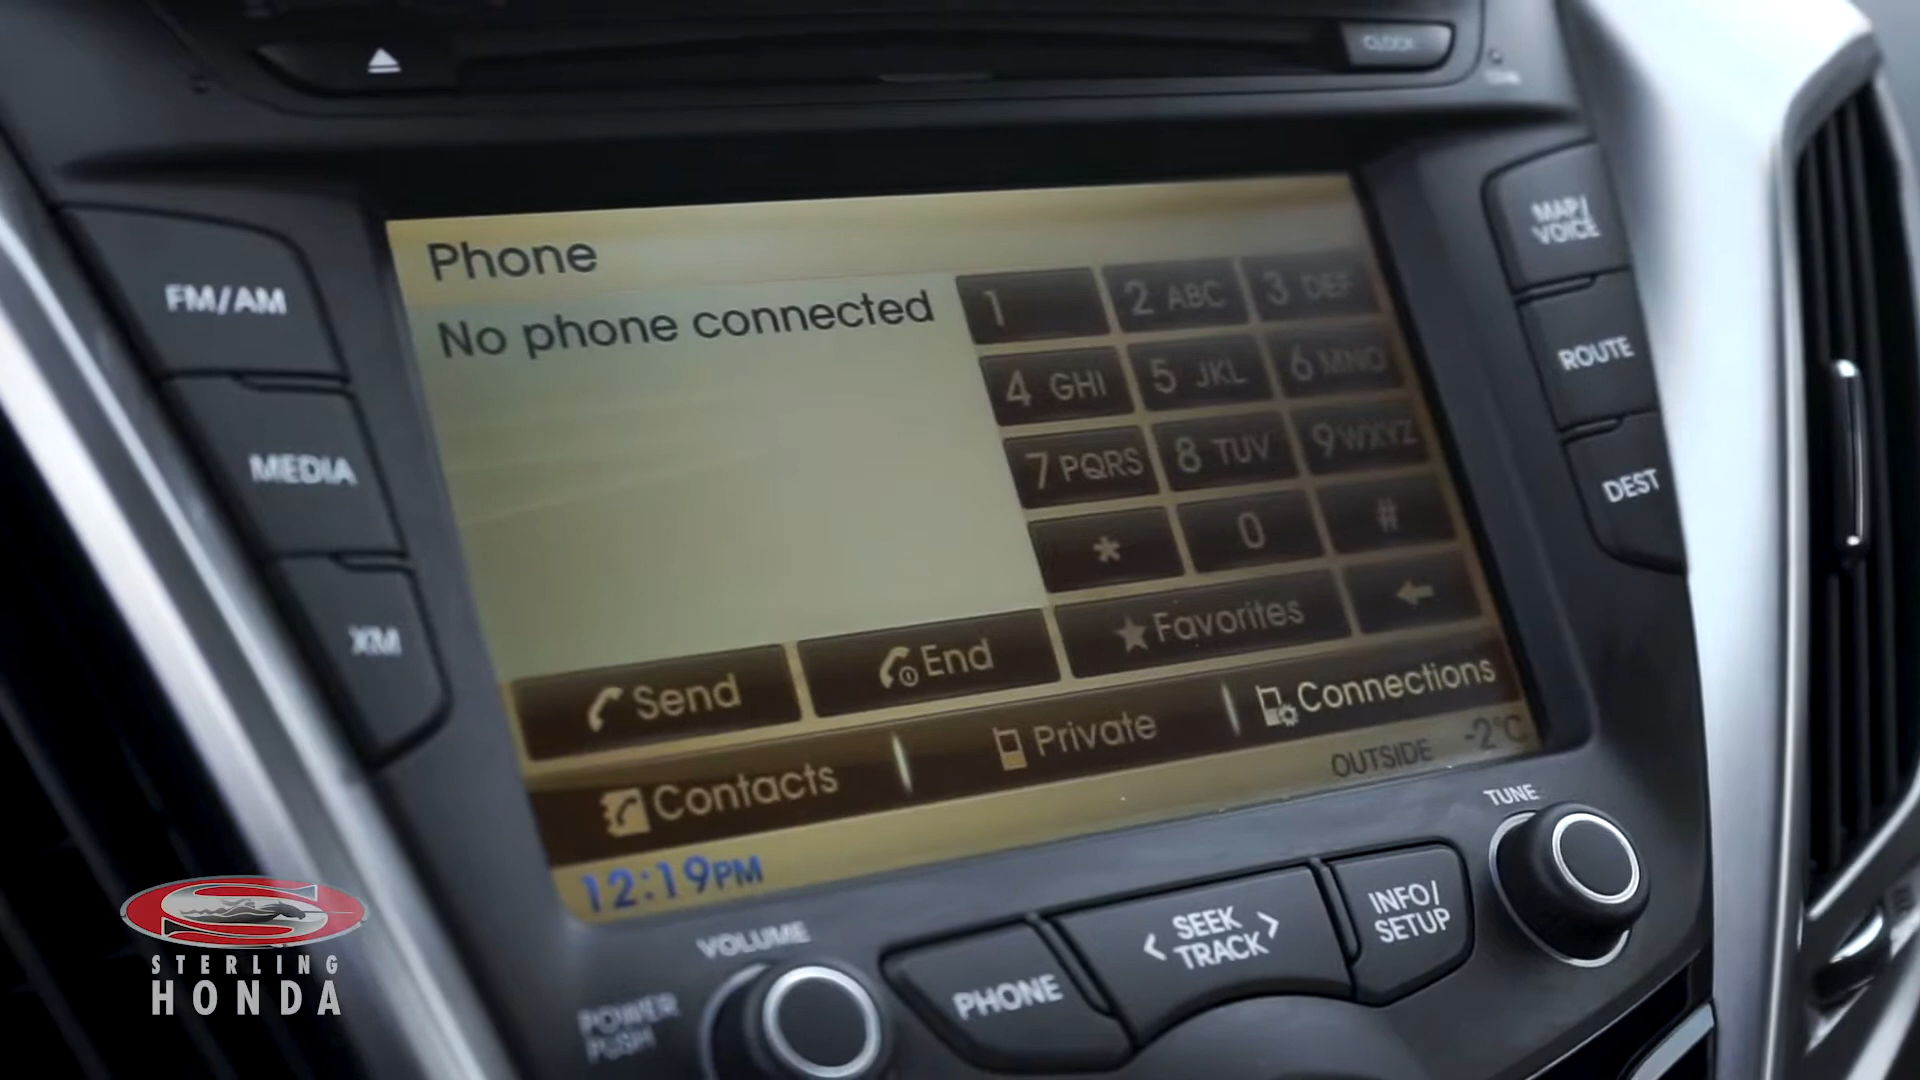 CLOCK
FM/AM
MEDIA
XM
Phone
No phone connected
1
2 ABC
3 DEF
4 GHI
5 JKL
6 MNO
7 PQRS
8 TUV
9 WXYZ
*
0
#
Send
End
Favorites
Contacts
Private
Connections
OUTSIDE -2°C
12:19PM
MAP/
VOICE
ROUTE
DEST
TUNE
VOLUME
POWER
PUSH
PHONE
< SEEK >
TRACK
INFO/
SETUP
S
STERLING
HONDA